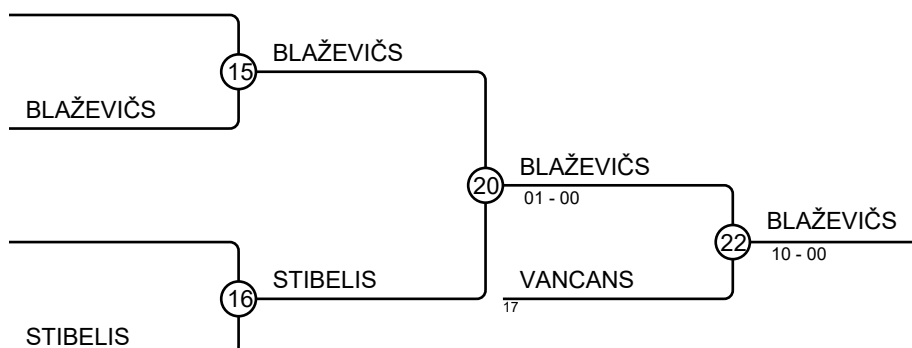 BLAŽEVIČS
15
BLAŽEVIČS
BLAŽEVIČS
20
01 - 00
BLAŽEVIČS
22
10 - 00
STIBELIS
VANCANS
16
17
STIBELIS